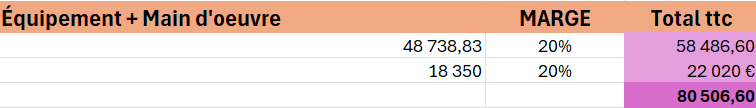 Équipement + Main d'oeuvre MARGE Total ttc
48 738,83 20% 58 486,60
18 350 20% 22 020 €
80 506,60